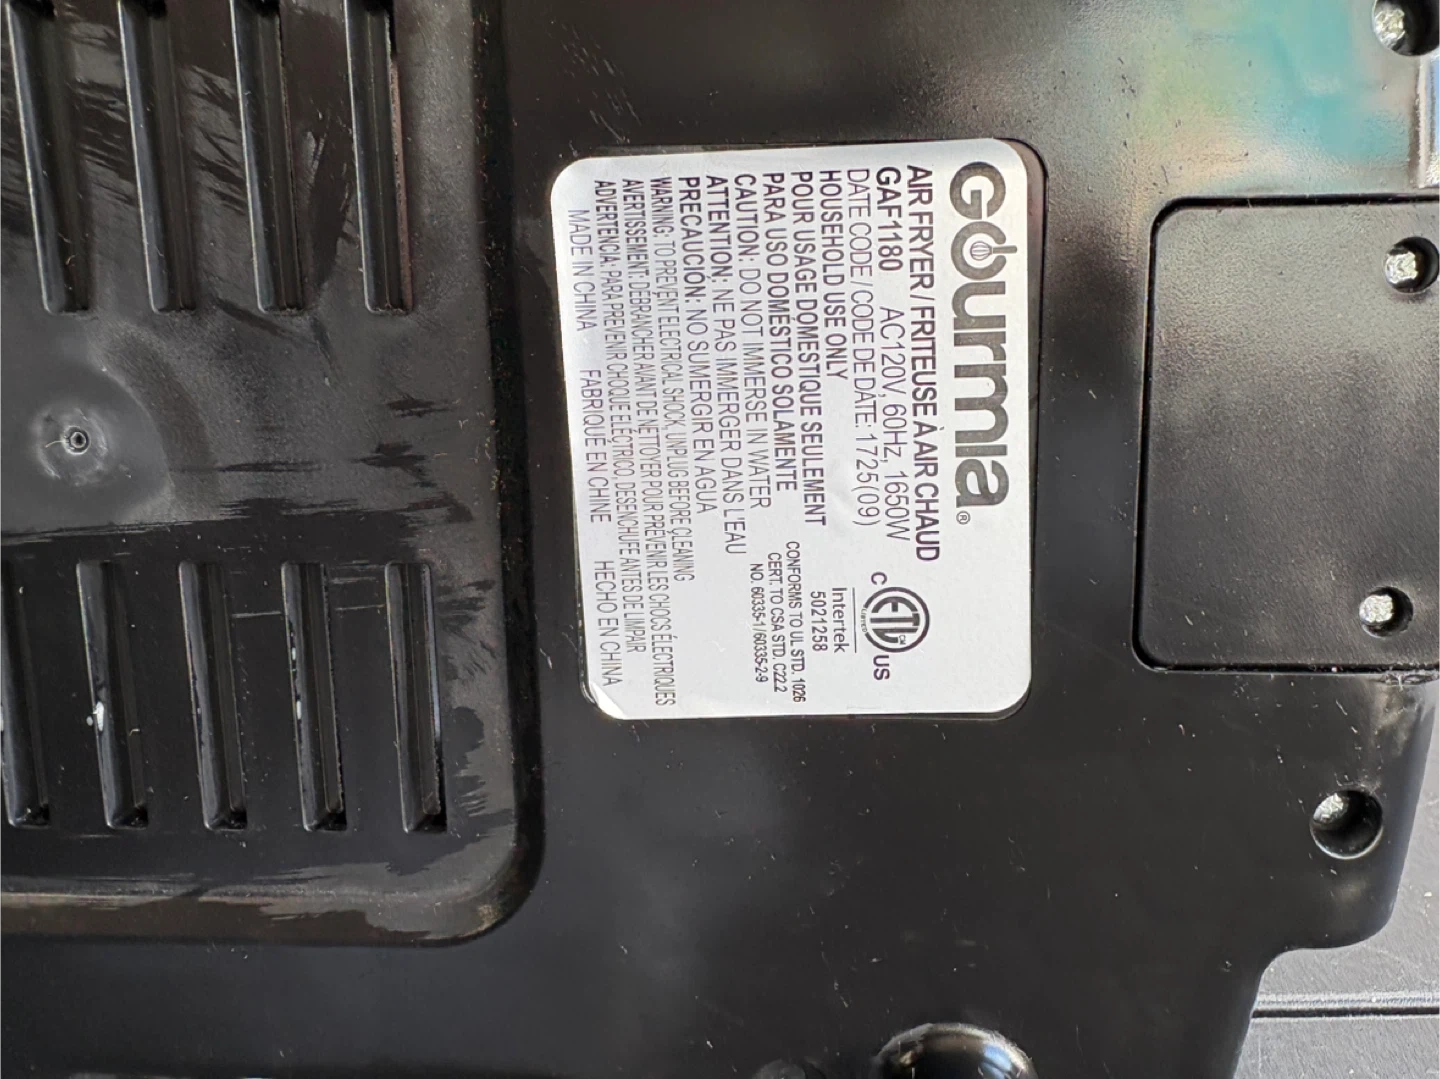 Gourmia®
AIR FRYER / FRITEUSE À AIR CHAUD
GAF1180 AC120V, 60Hz, 1650W
DATE CODE / CODE DE DATE: 1725(09)
HOUSEHOLD USE ONLY
POUR USAGE DOMESTIQUE SEULEMENT
PARA USO DOMÉSTICO SOLAMENTE
CAUTION: DO NOT IMMERSE IN WATER
ATTENTION: NE PAS IMMERGER DANS L'EAU
PRECAUCIÓN: NO SUMERGIR EN AGUA
WARNING: TO PREVENT ELECTRICAL SHOCK, UNPLUG BEFORE CLEANING
AVERTISSEMENT: DÉBRANCHER AVANT DE NETTOYER POUR PRÉVENIR LES CHOCS ÉLECTRIQUES
ADVERTENCIA: PARA PREVENIR CHOQUE ELÉCTRICO, DESENCHUFE ANTES DE LIMPIAR
MADE IN CHINA FABRIQUÉ EN CHINE HECHO EN CHINA
C ETL CM US
LISTED
Intertek
5021258
CONFORMS TO UL STD. 1026
CERT. TO CSA STD. C22.2
NO. 60335-1/60335-2-9